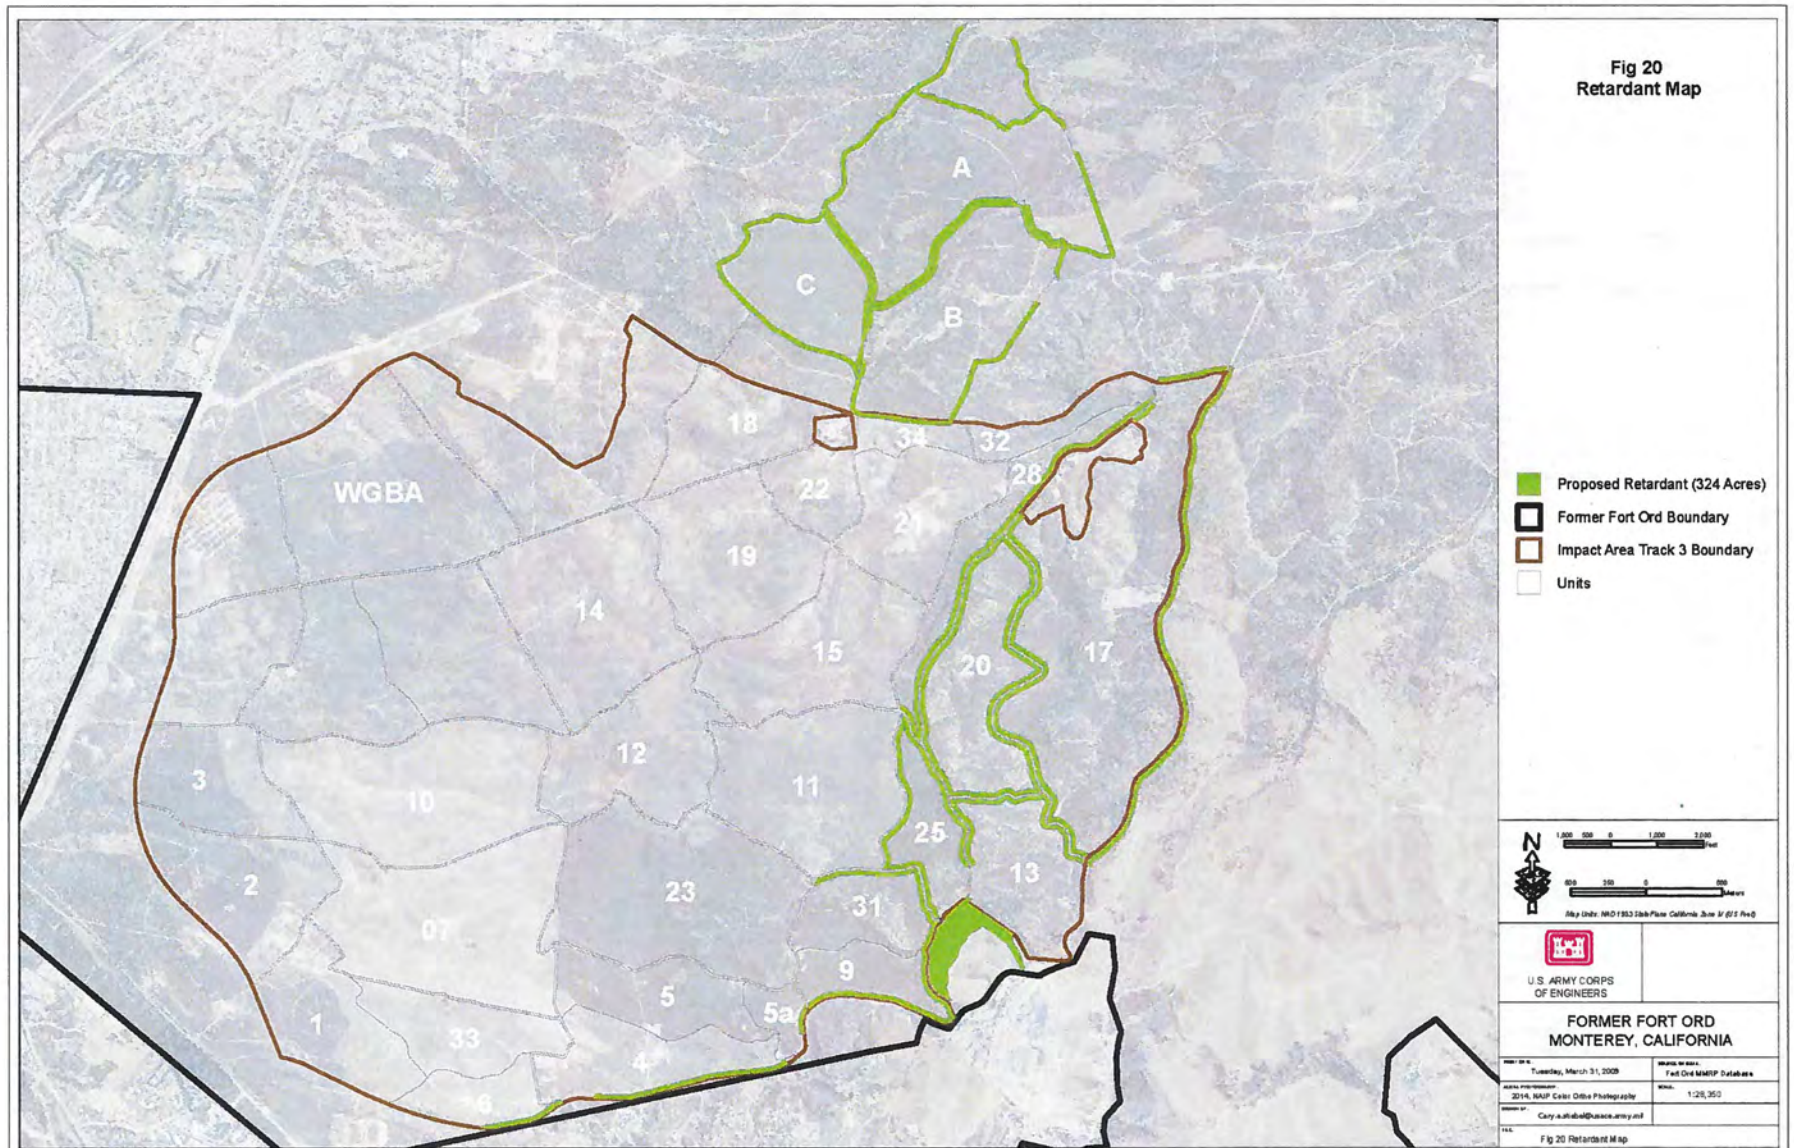 Fig 20
Retardant Map
A
C
B
18
34
32
28
WGBA
22
21
19
14
15
20
17
12
3
10
11
25
2
23
13
31
07
9
5
5a
1
33
4
6
Proposed Retardant (324 Acres)
Former Fort Ord Boundary
Impact Area Track 3 Boundary
Units
N
Feet
Meters
U.S. ARMY CORPS
OF ENGINEERS
FORMER FORT ORD
MONTEREY, CALIFORNIA
Tuesday, March 31, 2009
Fort Ord MMRP Database
2014, NAIP Color Ortho Photography
Fig 20 Retardant Map